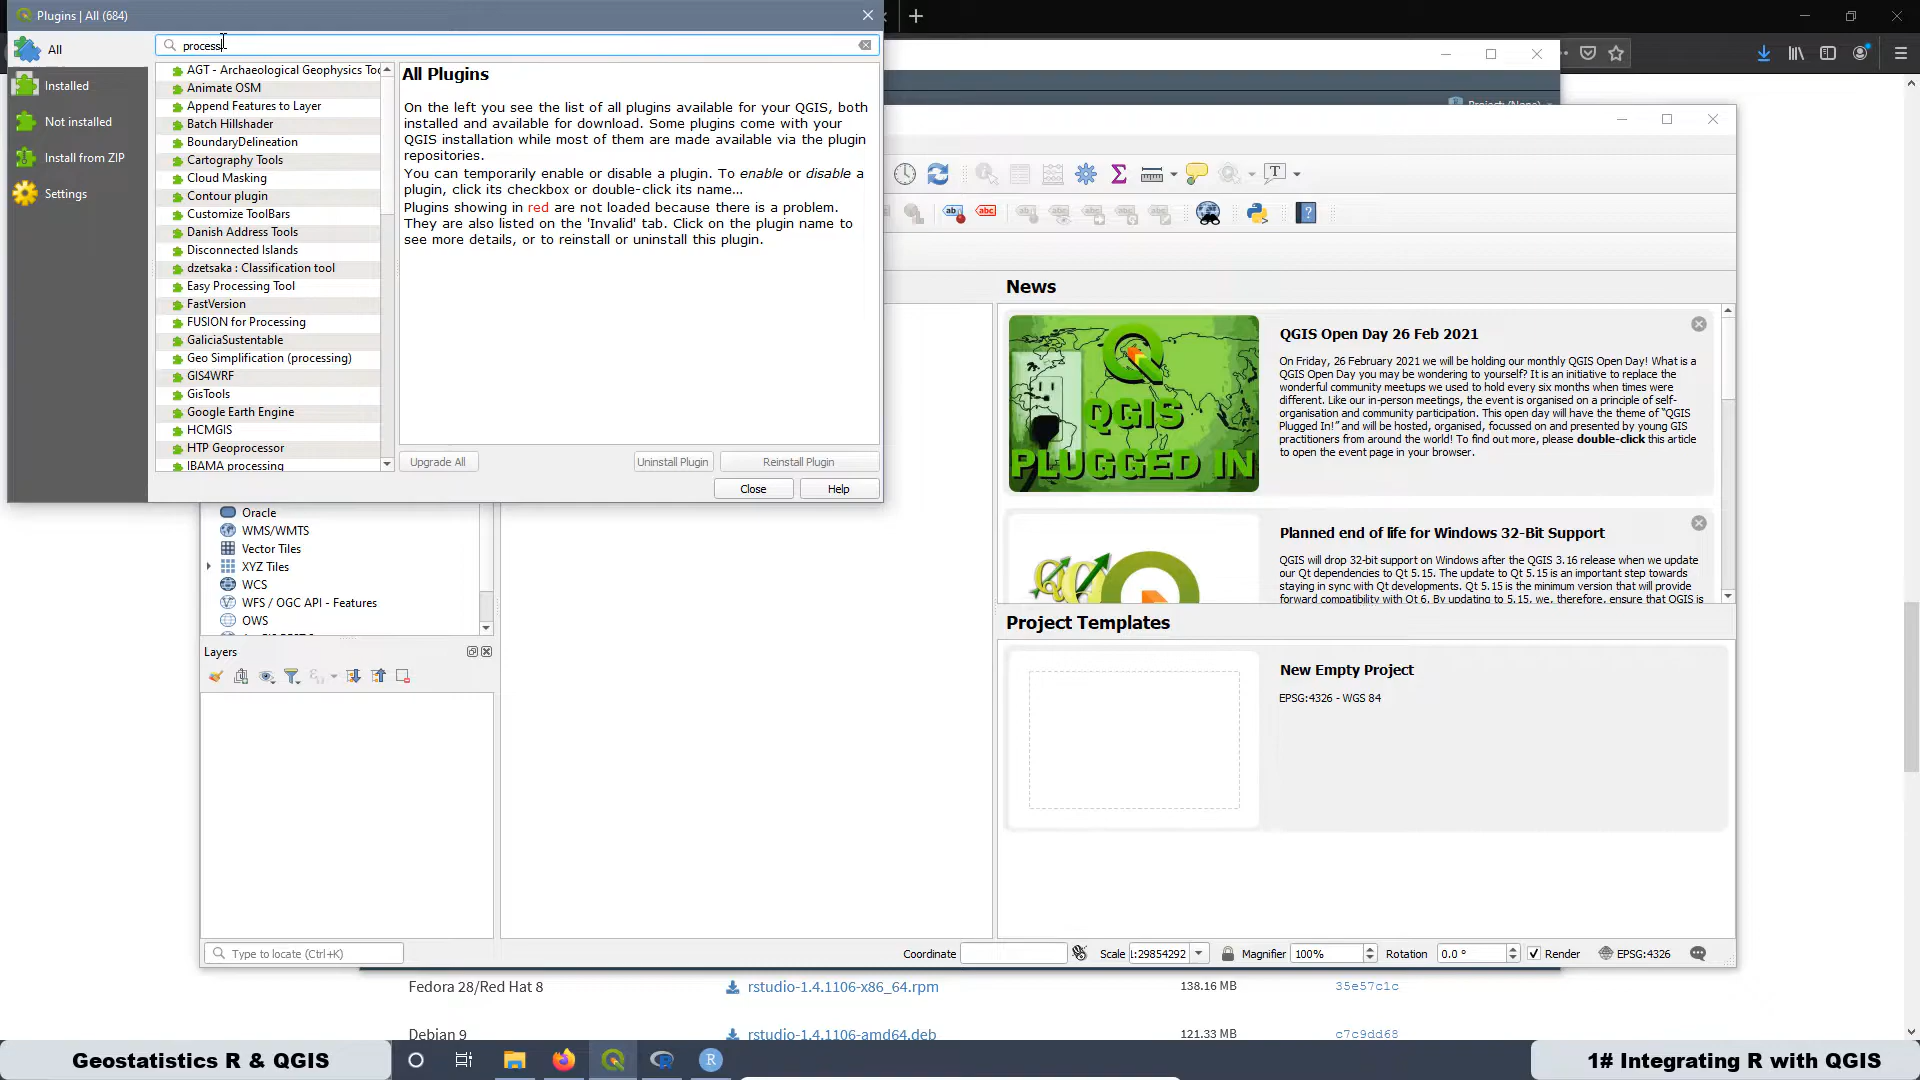 Plugins | All (684)
All
Installed
Not installed
Install from ZIP
Settings
process
AGT - Archaeological Geophysics Too
Animate OSM
Append Features to Layer
Batch Hillshader
BoundaryDelineation
Cartography Tools
Cloud Masking
Contour plugin
Customize ToolBars
Danish Address Tools
Disconnected Islands
dzetsaka : Classification tool
Easy Processing Tool
FastVersion
FUSION for Processing
GaliciaSustentable
Geo Simplification (processing)
GIS4WRF
GisTools
Google Earth Engine
HCMGIS
HTP Geoprocessor
IBAMA processing
All Plugins
On the left you see the list of all plugins available for your QGIS, both
installed and available for download. Some plugins come with your
QGIS installation while most of them are made available via the plugin
repositories.
You can temporarily enable or disable a plugin. To enable or disable a
plugin, click its checkbox or double-click its name...
Plugins showing in red are not loaded because there is a problem.
They are also listed on the 'Invalid' tab. Click on the plugin name to
see more details, or to reinstall or uninstall this plugin.
Upgrade All
Uninstall Plugin
Reinstall Plugin
Close
Help
Project: (None)
abc
abc
T
?
News
QGIS Open Day 26 Feb 2021
On Friday, 26 February 2021 we will be holding our monthly QGIS Open Day! What is a
QGIS Open Day you may be wondering to yourself? It is an initiative to replace the
wonderful community meetups we used to hold every six months when times were
different. Like our in-person meetings, the event is organised on a principle of self-
organisation and community participation. This open day will have the theme of "QGIS
Plugged In!" and will be hosted, organised, focussed on and presented by young GIS
practitioners from around the world! To find out more, please double-click this article
to open the event page in your browser.
QGIS
PLUGGED IN
Planned end of life for Windows 32-Bit Support
QGIS will drop 32-bit support on Windows after the QGIS 3.16 release when we update
our Qt dependencies to Qt 5.15. The update to Qt 5.15 is an important step towards
staying in sync with Qt developments. Qt 5.15 is the minimum version that will provide
forward compatibility with Qt 6. By updating to 5.15, we, therefore, ensure that QGIS is
Project Templates
New Empty Project
EPSG:4326 - WGS 84
Oracle
WMS/WMTS
Vector Tiles
XYZ Tiles
WCS
WFS / OGC API - Features
OWS
Layers
Type to locate (Ctrl+K)
Coordinate
Scale
1:29854292
Magnifier
100%
Rotation
0.0 °
Render
EPSG:4326
Fedora 28/Red Hat 8
rstudio-1.4.1106-x86_64.rpm
138.16 MB
35e57c1c
Debian 9
rstudio-1.4.1106-amd64.deb
121.33 MB
c7c9dd68
Geostatistics R & QGIS
1# Integrating R with QGIS